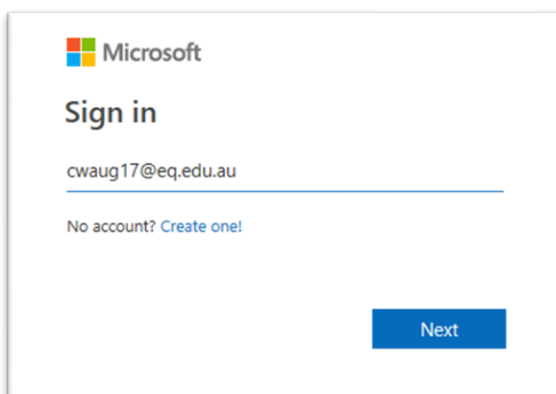 Microsoft
Sign in
cwaug17@eq.edu.au
No account? Create one!
Next